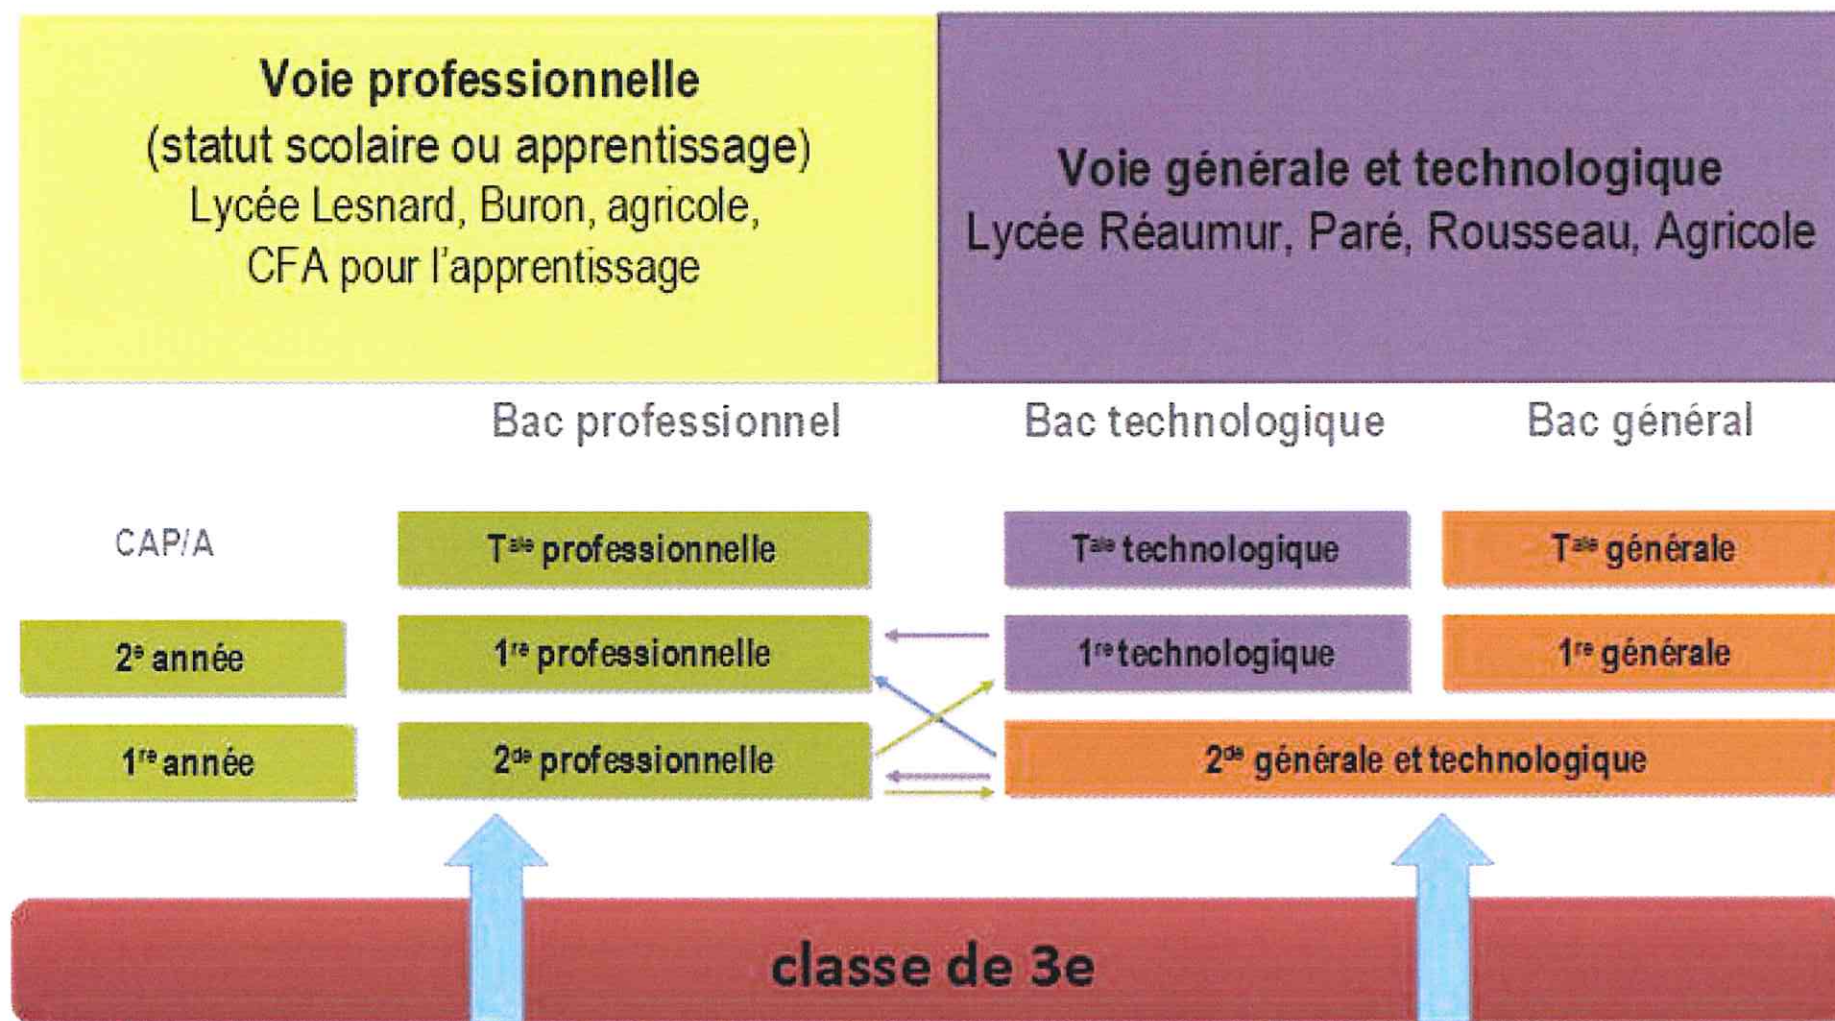 Voie professionnelle
(statut scolaire ou apprentissage)
Lycée Lesnard, Buron, agricole,
CFA pour l'apprentissage
Voie générale et technologique
Lycée Réaumur, Paré, Rousseau, Agricole
Bac professionnel
Bac technologique
Bac général
CAP/A
Tale professionnelle
Tale technologique
Tale générale
2e année
1re professionnelle
1re technologique
1re générale
1re année
2de professionnelle
2de générale et technologique
classe de 3e